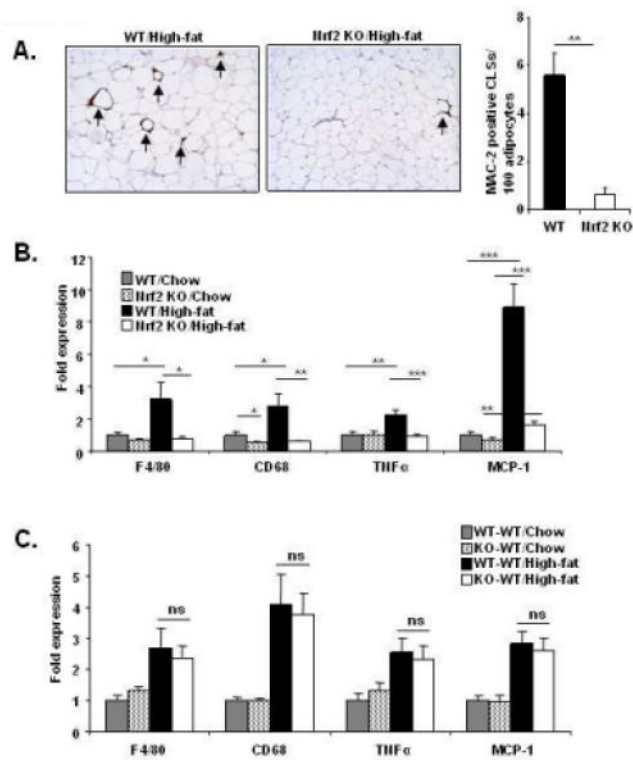 WT/High-fat
Nrf2 KO/High-fat
A.
MAC-2 positive CLSs/
100 adipocytes
8
6
4
2
0
**
WT
Nrf2 KO
B.
Fold expression
12
10
8
6
4
2
0
WT/Chow
Nrf2 KO/Chow
WT/High-fat
Nrf2 KO/High-fat
*
*
*
*
**
**
***
***
***
**
F4/80
CD68
TNFα
MCP-1
C.
Fold expression
6
5
4
3
2
1
0
WT-WT/Chow
KO-WT/Chow
WT-WT/High-fat
KO-WT/High-fat
ns
ns
ns
ns
F4/80
CD68
TNFα
MCP-1